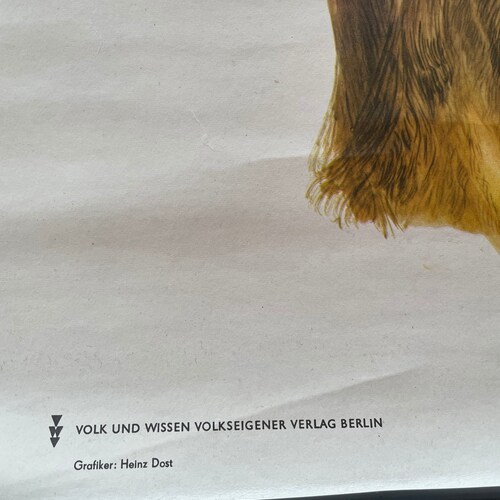 VOLK UND WISSEN VOLKSEIGENER VERLAG BERLIN
Grafiker: Heinz Dost